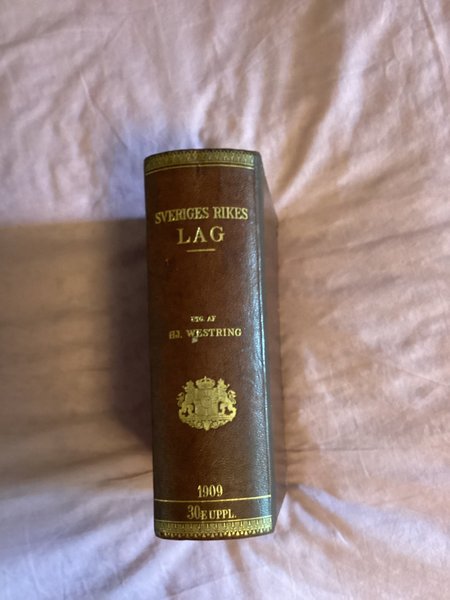 SVERIGES RIKES
LAG
UTG. AF
HJ. WESTRING
1909
30E UPPL.